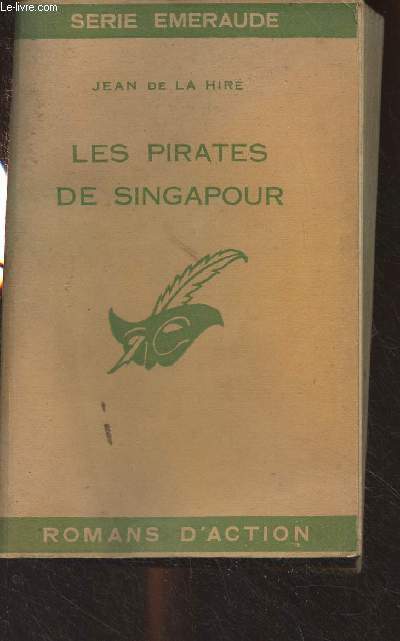 © Le-Livre.com
SERIE EMERAUDE
JEAN DE LA HIRE
LES PIRATES
DE SINGAPOUR
ROMANS D'ACTION